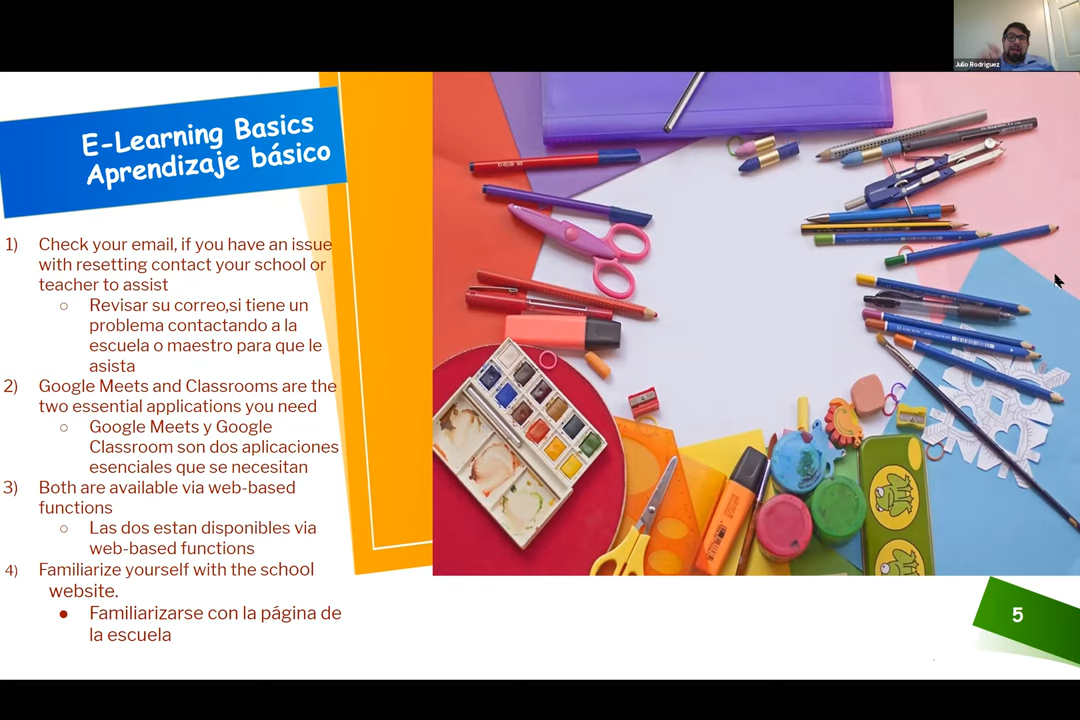 Julio Rodriguez
E-Learning Basics
Aprendizaje básico
1) Check your email, if you have an issue
with resetting contact your school or
teacher to assist
○ Revisar su correo,si tiene un
problema contactando a la
escuela o maestro para que le
asista
2) Google Meets and Classrooms are the
two essential applications you need
○ Google Meets y Google
Classroom son dos aplicaciones
esenciales que se necesitan
3) Both are available via web-based
functions
○ Las dos estan disponibles via
web-based functions
4) Familiarize yourself with the school
website.
● Familiarizarse con la página de
la escuela
5